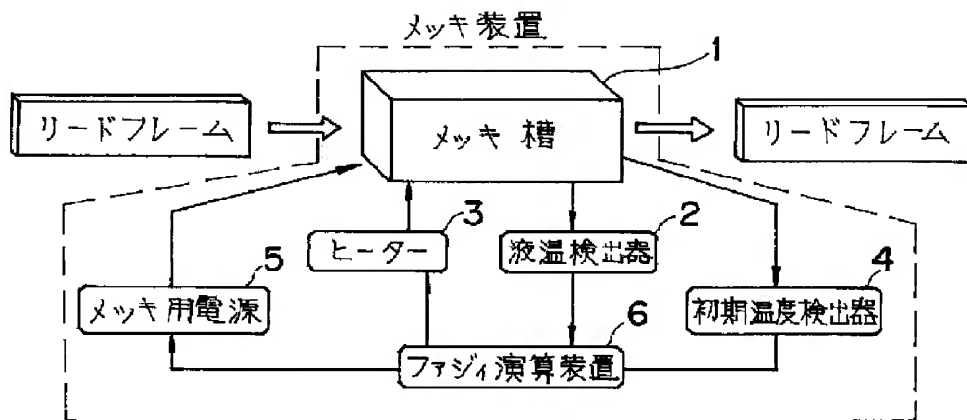 メッキ装置
1
リードフレーム
メッキ槽
リードフレーム
3
2
ヒーター
液温検出器
5
4
メッキ用電源
初期温度検出器
6
ファジィ演算装置